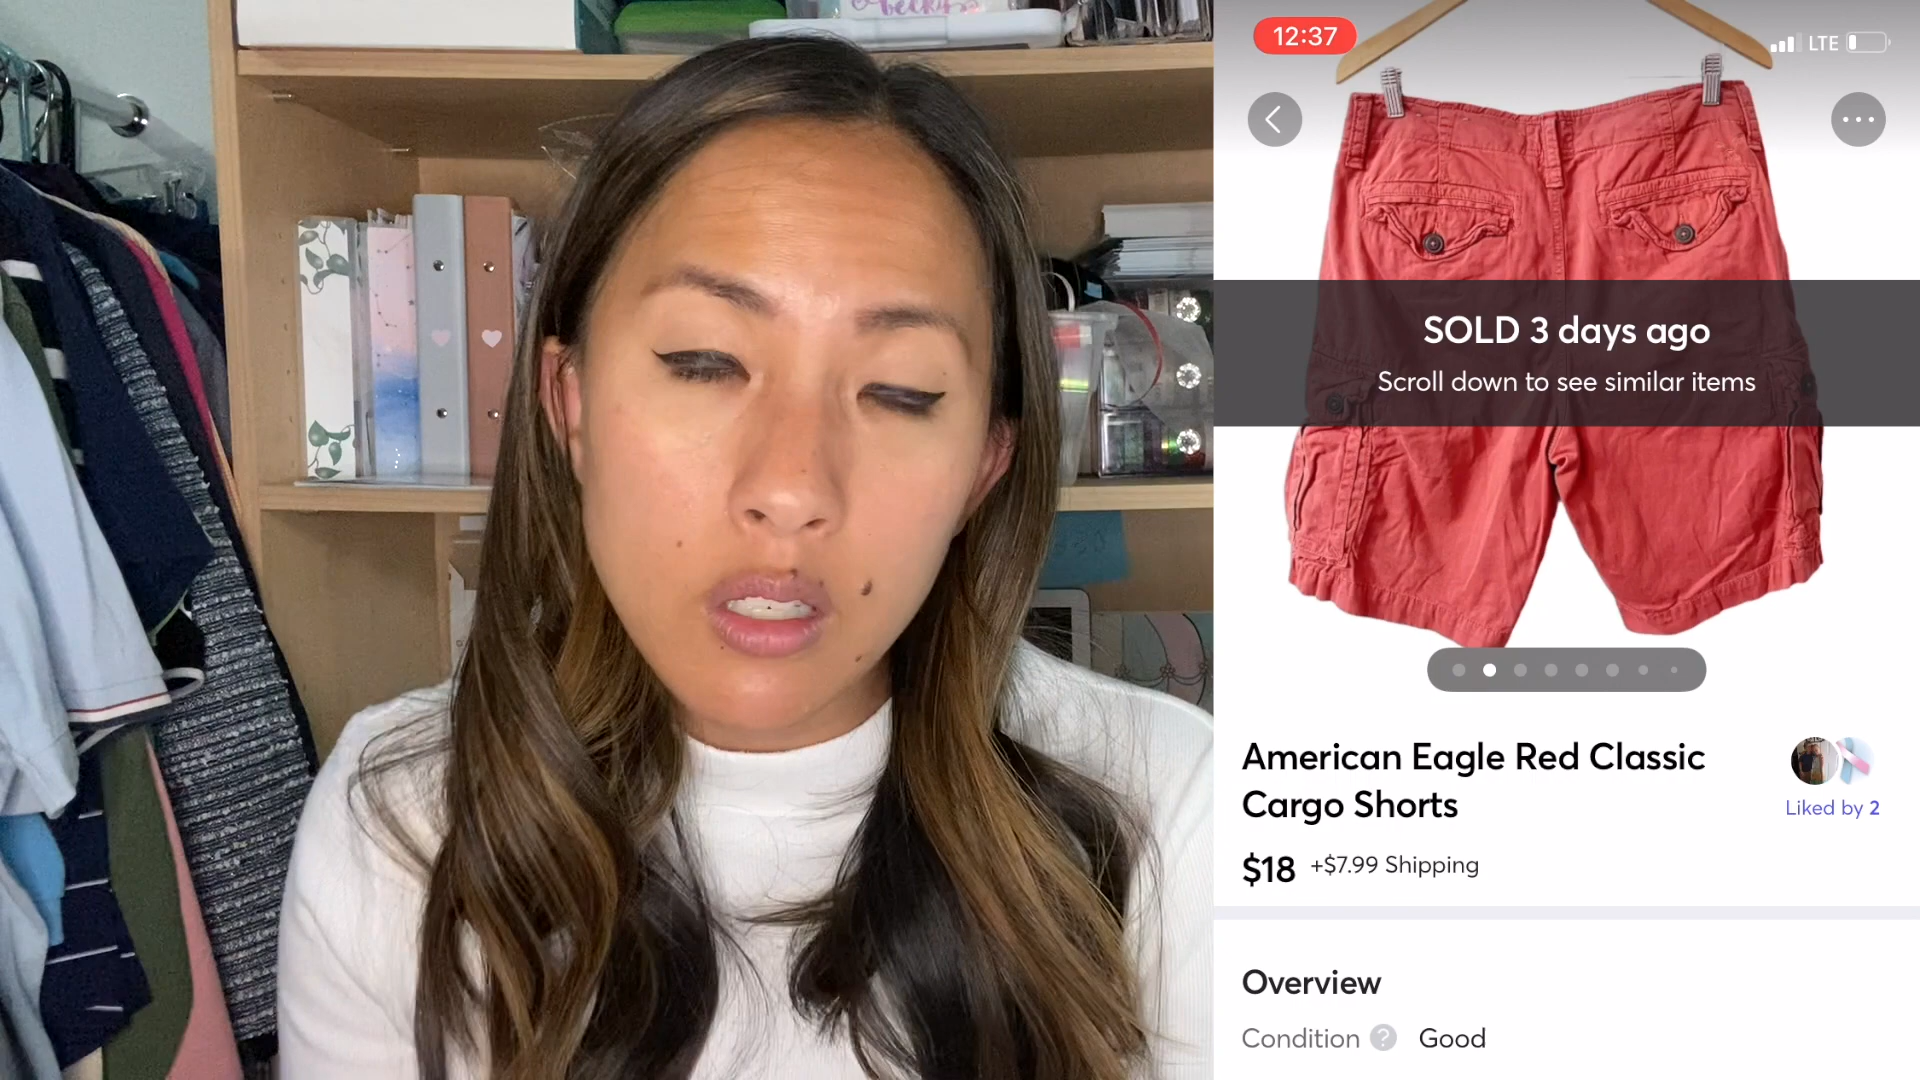 becky
12:37
LTE
SOLD 3 days ago
Scroll down to see similar items
American Eagle Red Classic
Cargo Shorts
Liked by 2
$18 +$7.99 Shipping
Overview
Condition ? Good